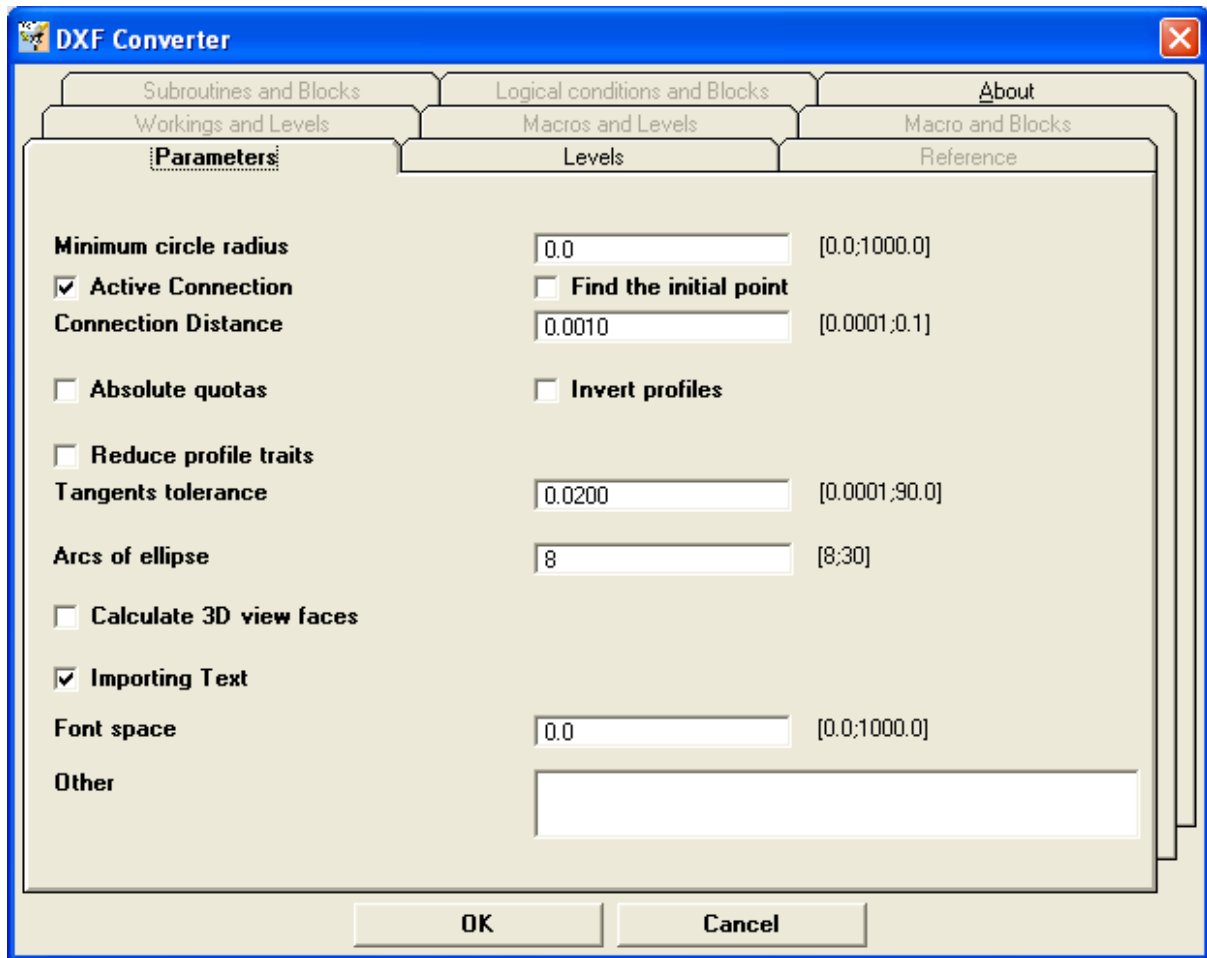 DXF Converter
Subroutines and Blocks Logical conditions and Blocks About
Workings and Levels Macros and Levels Macro and Blocks
Parameters Levels Reference
Minimum circle radius 0.0 [0.0;1000.0]
Active Connection Find the initial point
Connection Distance 0.0010 [0.0001;0.1]
Absolute quotas Invert profiles
Reduce profile traits
Tangents tolerance 0.0200 [0.0001;90.0]
Arcs of ellipse 8 [8;30]
Calculate 3D view faces
Importing Text
Font space 0.0 [0.0;1000.0]
Other
OK Cancel